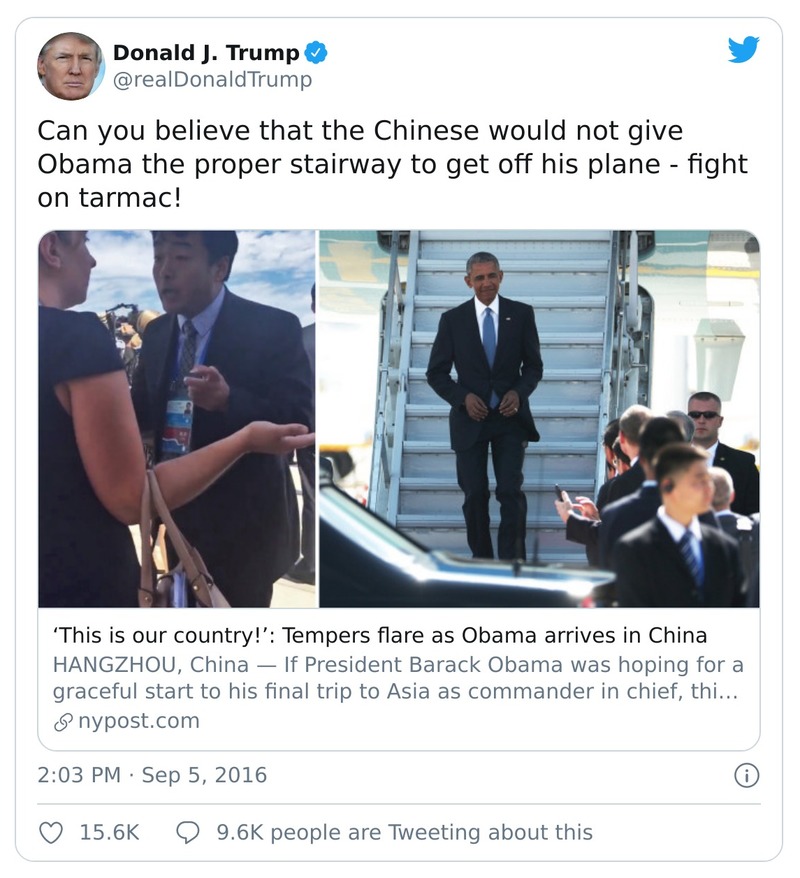 Donald J. Trump
@realDonaldTrump
Can you believe that the Chinese would not give
Obama the proper stairway to get off his plane - fight
on tarmac!
‘This is our country!’: Tempers flare as Obama arrives in China
HANGZHOU, China — If President Barack Obama was hoping for a
graceful start to his final trip to Asia as commander in chief, thi...
nypost.com
2:03 PM · Sep 5, 2016
15.6K
9.6K people are Tweeting about this